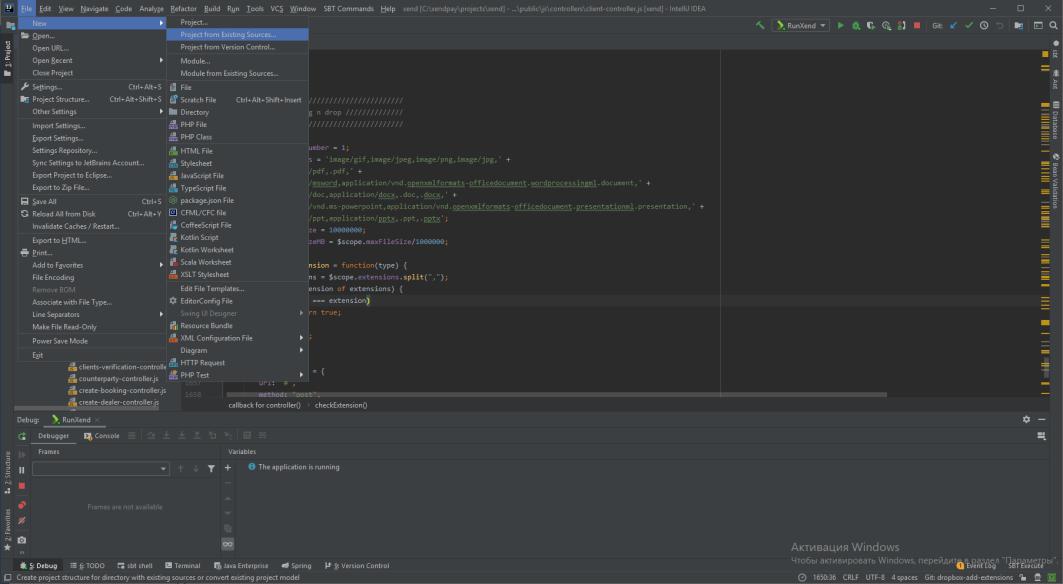 File Edit View Navigate Code Analyze Refactor Build Run Tools VCS Window SBT Commands Help xend [C:\xendpay\projects\xend] - ...\public\js\controllers\client-controller.js [xend] - IntelliJ IDEA
New
Open...
Open URL...
Open Recent
Close Project
Settings... Ctrl+Alt+S
Project Structure... Ctrl+Alt+Shift+S
Other Settings
Import Settings...
Export Settings...
Settings Repository...
Sync Settings to JetBrains Account...
Export Project to Eclipse...
Export to Zip File...
Save All Ctrl+S
Reload All from Disk Ctrl+Alt+Y
Invalidate Caches / Restart...
Export to HTML...
Print...
Add to Favorites
File Encoding
Remove BOM
Associate with File Type...
Line Separators
Make File Read-Only
Power Save Mode
Exit
Project...
Project from Existing Sources...
Project from Version Control...
Module...
Module from Existing Sources...
File
Scratch File Ctrl+Alt+Shift+Insert
Directory
PHP File
PHP Class
HTML File
Stylesheet
JavaScript File
TypeScript File
package.json File
CFML/CFC file
CoffeeScript File
Kotlin Script
Kotlin Worksheet
Scala Worksheet
XSLT Stylesheet
Edit File Templates...
EditorConfig File
Swing UI Designer
Resource Bundle
XML Configuration File
Diagram
HTTP Request
PHP Test
RunXend
Git:
1: Project
///////////////////////
g n drop //////////////
///////////////////////
umber = 1;
s = 'image/gif,image/jpeg,image/png,image/jpg,' +
/pdf,.pdf,' +
/msword,application/vnd.openxmlformats-officedocument.wordprocessingml.document,' +
/doc,application/docx,.doc,.docx,' +
/vnd.ms-powerpoint,application/vnd.openxmlformats-officedocument.presentationml.presentation,' +
/ppt,application/pptx,.ppt,.pptx';
ze = 10000000;
zeMB = $scope.maxFileSize/1000000;
nsion = function(type) {
ns = $scope.extensions.split(",");
ension of extensions) {
=== extension)
rn true;
;
= {
1657 url: '#',
1658 method: "post",
clients-verification-controlle
counterparty-controller.js
create-booking-controller.js
create-dealer-controller.js
callback for controller() checkExtension()
sbt
Ant
Database
Bean Validation
Debug: RunXend
Debugger Console
Frames Variables
The application is running
Frames are not available
7: Structure
2: Favorites
Активация Windows
Чтобы активировать Windows, перейдите в раздел "Параметры".
5: Debug 6: TODO sbt shell Terminal Java Enterprise Spring 9: Version Control Event Log SBT Execute
Create project structure for directory with existing sources or convert existing project model 1650:36 CRLF UTF-8 4 spaces Git: dropbox-add-extensions